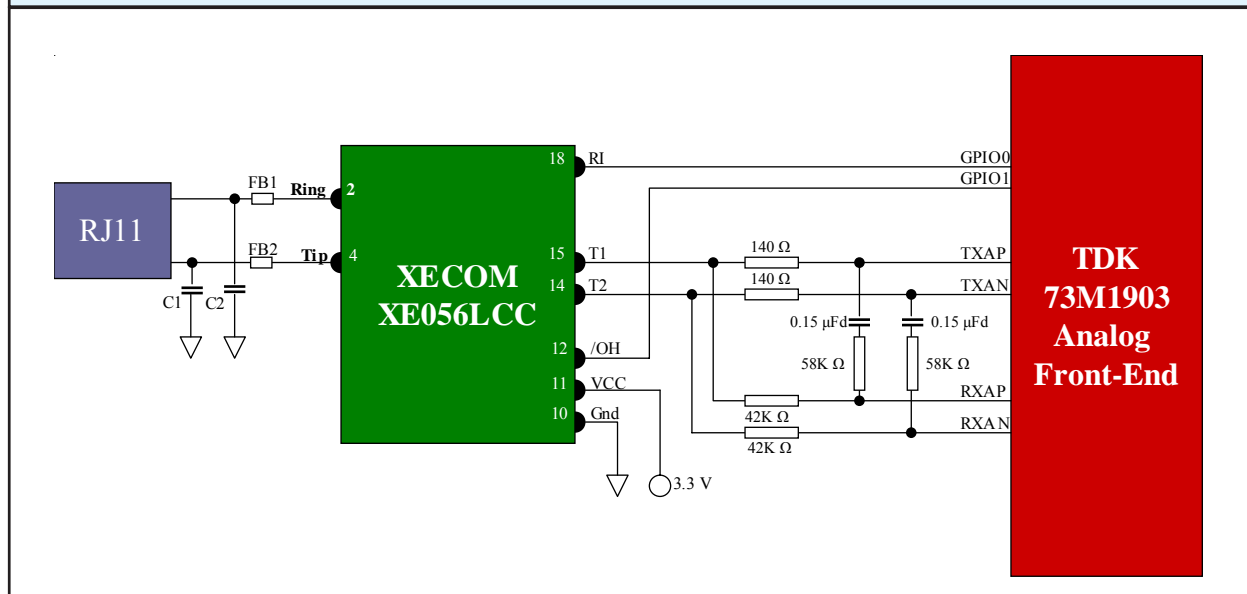 18 RI
GPIO0
GPIO1
FB1
Ring 2
RJ11
FB2
Tip 4
C1
C2
XECOM
XE056LCC
15 T1
14 T2
12 /OH
11 VCC
10 Gnd
3.3 V
140 Ω
140 Ω
TXAP
TXAN
0.15 µFd
0.15 µFd
58K Ω
58K Ω
RXAP
RXAN
42K Ω
42K Ω
TDK
73M1903
Analog
Front-End